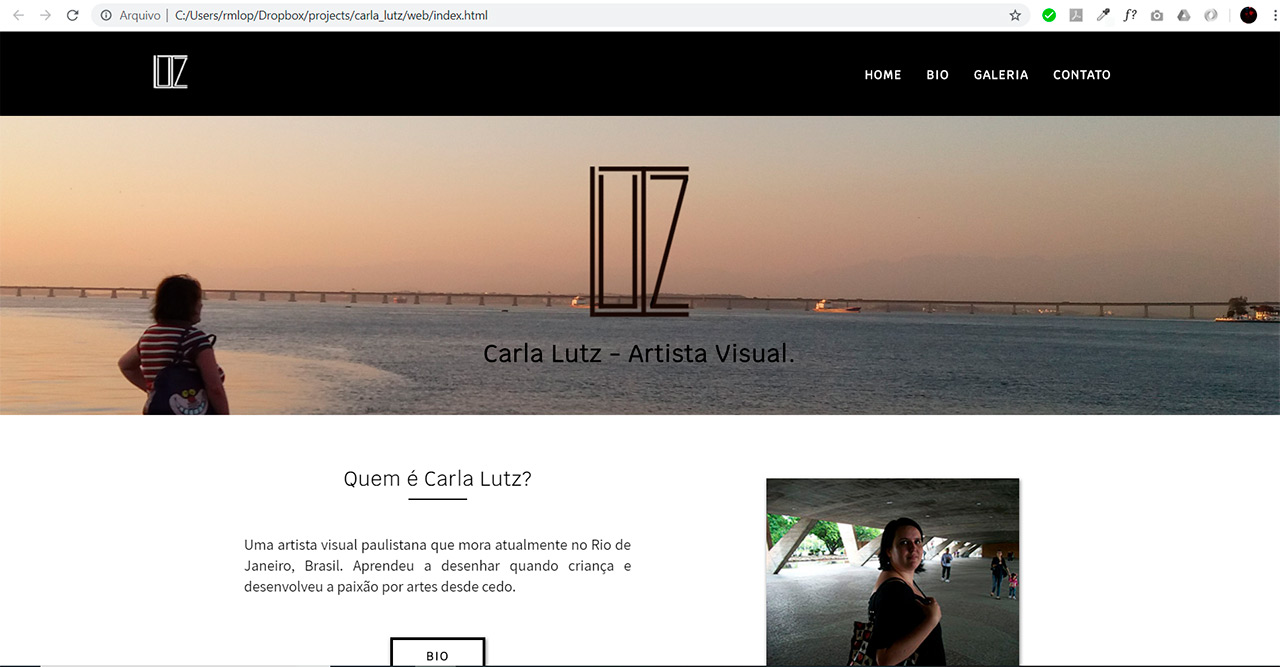 Arquivo | C:/Users/rmlop/Dropbox/projects/carla_lutz/web/index.html
f?
LUTZ
HOME BIO GALERIA CONTATO
LUTZ
Carla Lutz - Artista Visual.
Quem é Carla Lutz?
Uma artista visual paulistana que mora atualmente no Rio de
Janeiro, Brasil. Aprendeu a desenhar quando criança e
desenvolveu a paixão por artes desde cedo.
BIO